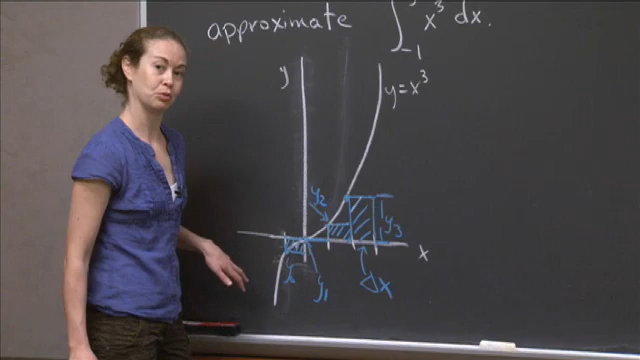 approximate ∫₋₁ x³ dx.
y
y=x³
y₂
y₃
x
y₁
Δx